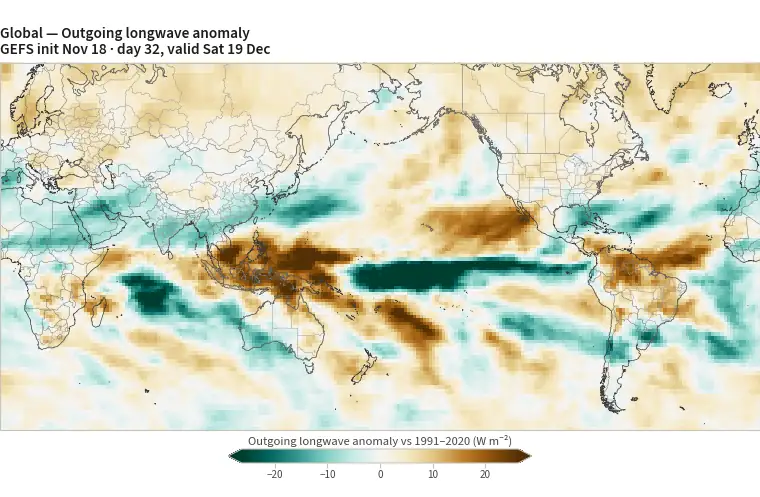 Global — Outgoing longwave anomaly
GEFS init Nov 18 · day 32, valid Sat 19 Dec
Outgoing longwave anomaly vs 1991–2020 (W m⁻²)
−20 −10 0 10 20